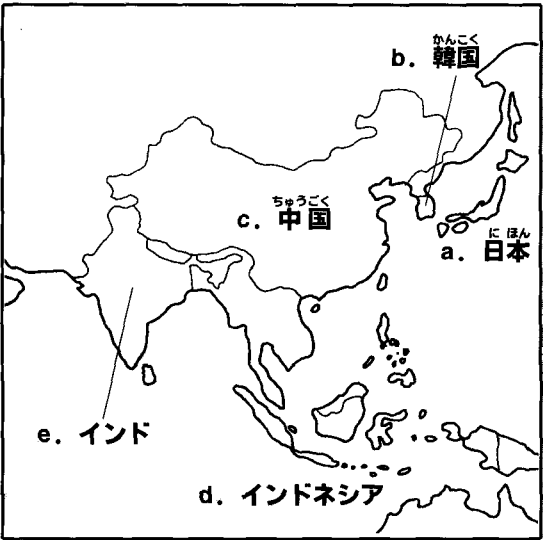 かんこく
b. 韓国
ちゅうごく
c. 中国
にほん
a. 日本
e. インド
d. インドネシア